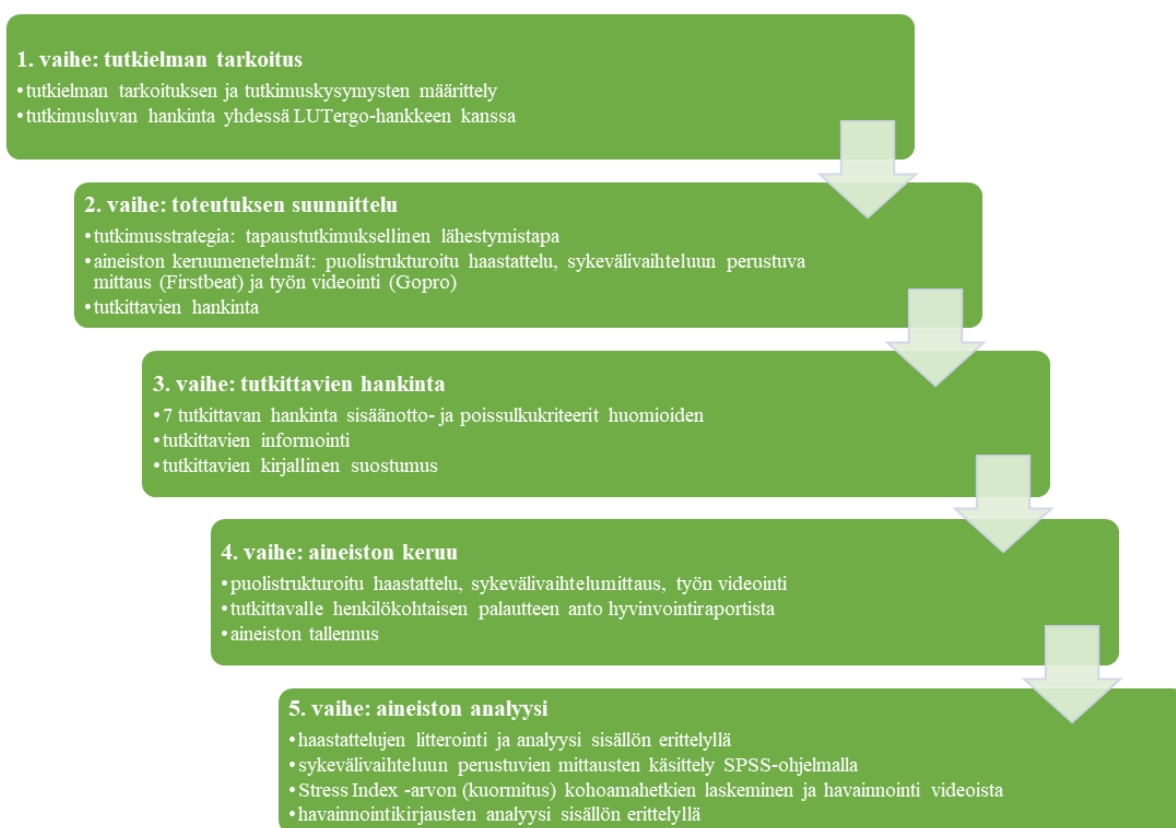 1. vaihe: tutkielman tarkoitus
•tutkielman tarkoituksen ja tutkimuskysymysten määrittely
•tutkimusluvan hankinta yhdessä LUTergo-hankkeen kanssa
2. vaihe: toteutuksen suunnittelu
•tutkimusstrategia: tapaustutkimuksellinen lähestymistapa
•aineiston keruumenetelmät: puolistrukturoitu haastattelu, sykevälivaihteluun perustuva
mittaus (Firstbeat) ja työn videointi (Gopro)
•tutkittavien hankinta
3. vaihe: tutkittavien hankinta
•7 tutkittavan hankinta sisäänotto- ja poissulkukriteerit huomioiden
•tutkittavien informointi
•tutkittavien kirjallinen suostumus
4. vaihe: aineiston keruu
•puolistrukturoitu haastattelu, sykevälivaihtelumittaus, työn videointi
•tutkittavalle henkilökohtaisen palautteen anto hyvinvointiraportista
•aineiston tallennus
5. vaihe: aineiston analyysi
•haastattelujen litterointi ja analyysi sisällön erittelyllä
•sykevälivaihteluun perustuvien mittausten käsittely SPSS-ohjelmalla
•Stress Index -arvon (kuormitus) kohoamahetkien laskeminen ja havainnointi videoista
•havainnointikirjausten analyysi sisällön erittelyllä